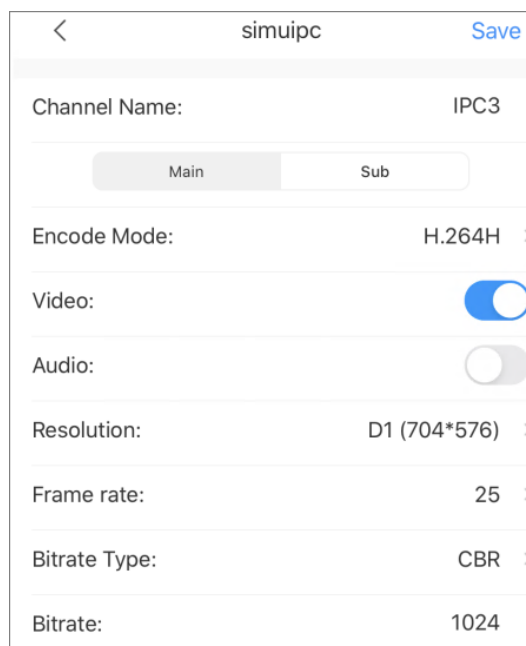 simuipc Save
Channel Name: IPC3
Main Sub
Encode Mode: H.264H
Video:
Audio:
Resolution: D1 (704*576)
Frame rate: 25
Bitrate Type: CBR
Bitrate: 1024